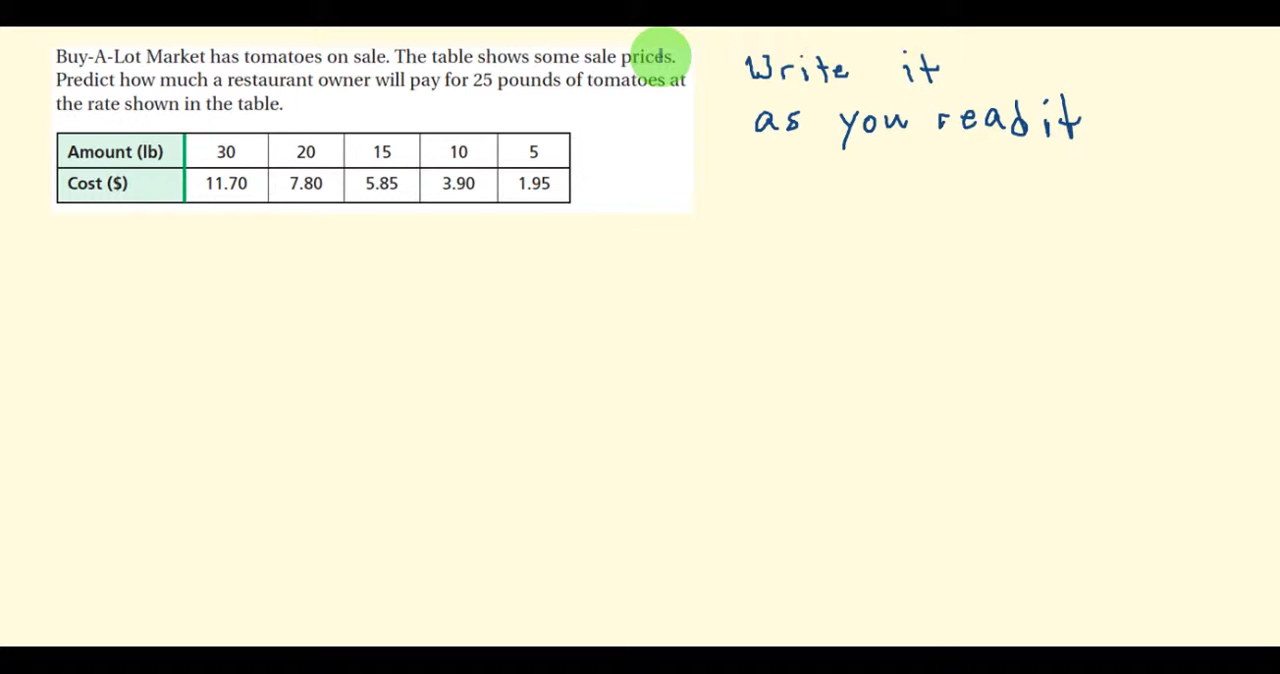 Buy-A-Lot Market has tomatoes on sale. The table shows some sale prices.
Predict how much a restaurant owner will pay for 25 pounds of tomatoes at
the rate shown in the table.
Amount (lb) 30 20 15 10 5
Cost ($) 11.70 7.80 5.85 3.90 1.95
Write it
as you read it